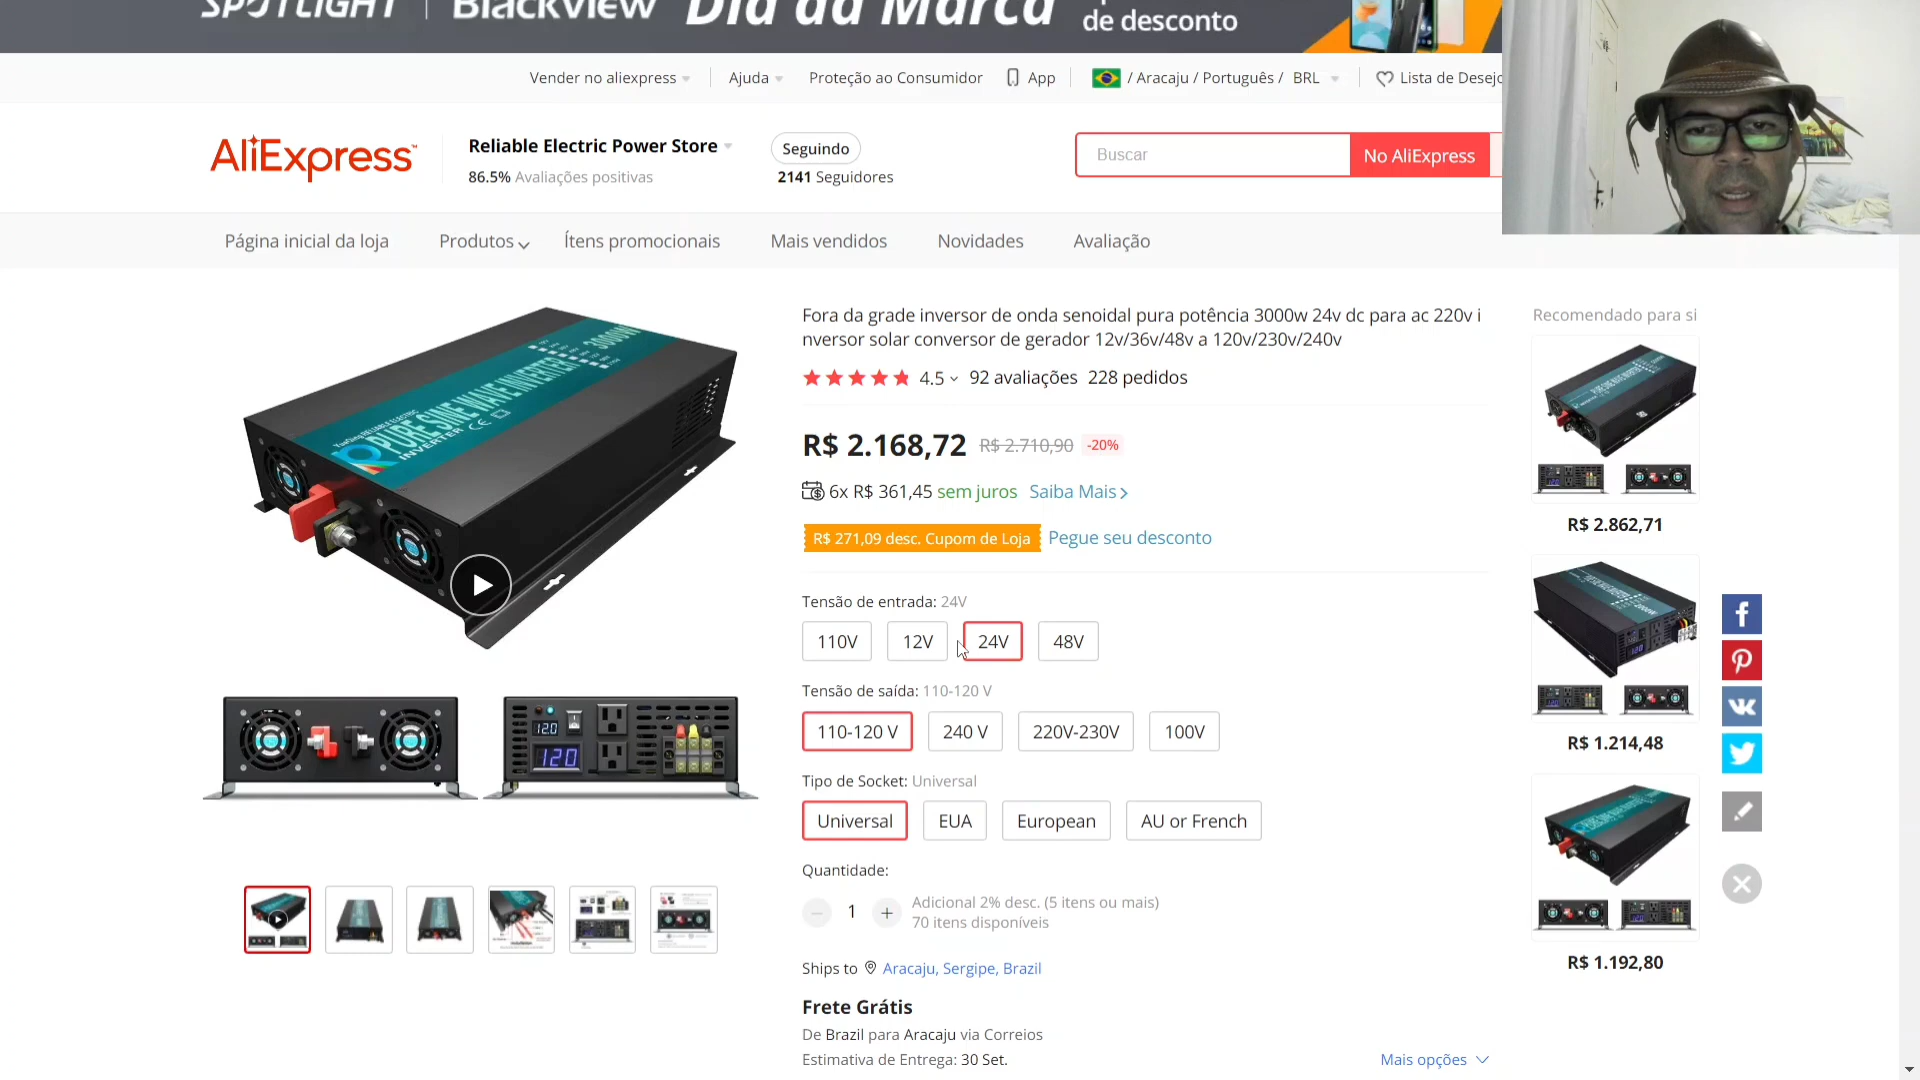 SPOTLIGHT | Blackview Dia da Marca de desconto
Vender no aliexpress
Ajuda
Proteção ao Consumidor
App
/ Aracaju / Português / BRL
Lista de Desejo
AliExpress
Reliable Electric Power Store
86.5% Avaliações positivas
Seguindo
2141 Seguidores
Buscar
No AliExpress
Página inicial da loja
Produtos
Ítens promocionais
Mais vendidos
Novidades
Avaliação
Fora da grade inversor de onda senoidal pura potência 3000w 24v dc para ac 220v i
nversor solar conversor de gerador 12v/36v/48v a 120v/230v/240v
4.5 92 avaliações 228 pedidos
R$ 2.168,72 R$ 2.710,90 -20%
6x R$ 361,45 sem juros Saiba Mais
R$ 271,09 desc. Cupom de Loja Pegue seu desconto
Tensão de entrada: 24V
110V 12V 24V 48V
Tensão de saída: 110-120 V
110-120 V 240 V 220V-230V 100V
Tipo de Socket: Universal
Universal EUA European AU or French
Quantidade:
1
Adicional 2% desc. (5 itens ou mais)
70 itens disponíveis
Ships to Aracaju, Sergipe, Brazil
Frete Grátis
De Brazil para Aracaju via Correios
Estimativa de Entrega: 30 Set.
Mais opções
3000W
PURE SINE WAVE INVERTER
INVERTER CE
12.0
120
Recomendado para si
R$ 2.862,71
R$ 1.214,48
R$ 1.192,80